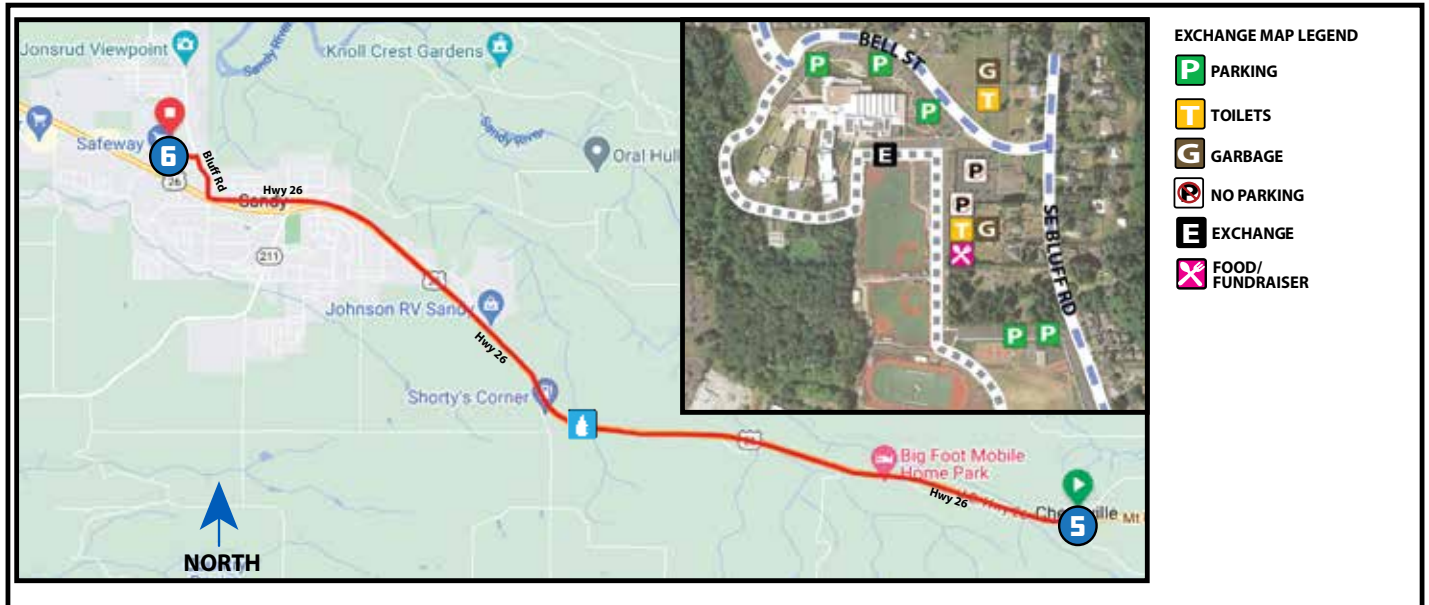 Jonsrud Viewpoint
Knoll Crest Gardens
Sandy River
Sandy River
Safeway
6
26
Bluff Rd
Hwy 26
Sandy
Oral Hull
211
Johnson RV Sandy
Hwy 26
Shorty's Corner
Big Foot Mobile
Home Park
Hwy 26
5
NORTH
BELL ST
SE BLUFF RD
P
P
P
G
T
E
P
P
T
G
P
P
EXCHANGE MAP LEGEND
P PARKING
T TOILETS
G GARBAGE
P NO PARKING
E EXCHANGE
FOOD/
FUNDRAISER